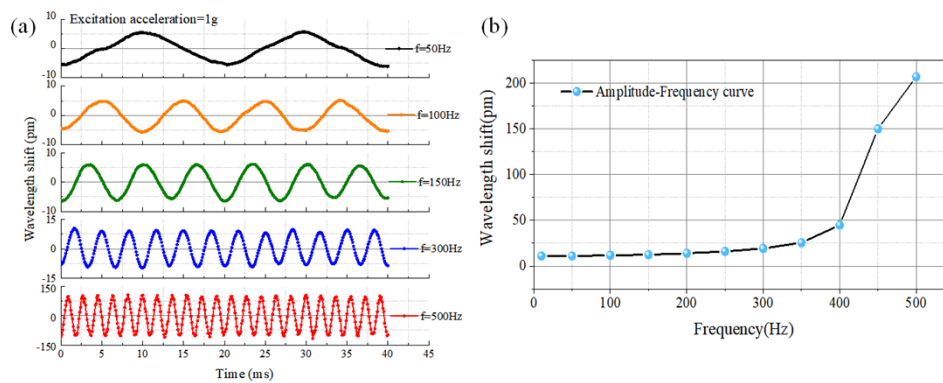 (a)
Excitation acceleration=1g
10
0
-10
f=50Hz
10
0
-10
f=100Hz
10
0
-10
f=150Hz
15
0
-15
f=300Hz
150
0
-150
f=500Hz
Wavelength shift (pm)
0 5 10 15 20 25 30 35 40 45
Time (ms)
(b)
Amplitude-Frequency curve
200
150
100
50
0
Wavelength shift(pm)
0 100 200 300 400 500
Frequency(Hz)